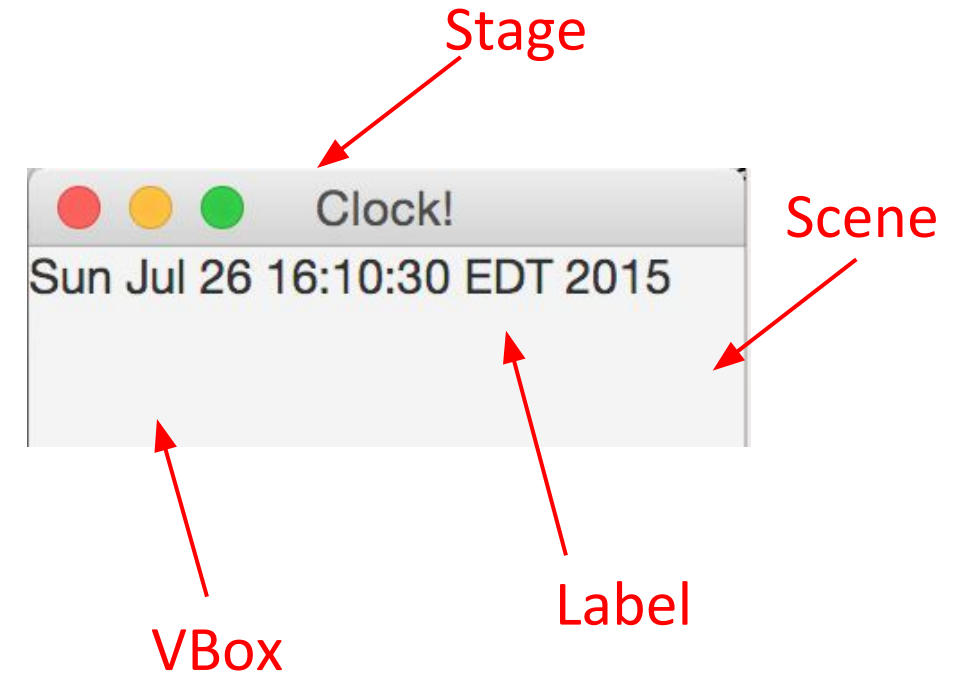 Stage
Clock!
Scene
Sun Jul 26 16:10:30 EDT 2015
Label
VBox